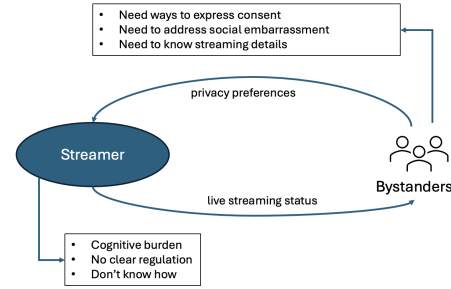 • Need ways to express consent
• Need to address social embarrassment
• Need to know streaming details
privacy preferences
Streamer
Bystanders
live streaming status
• Cognitive burden
• No clear regulation
• Don't know how